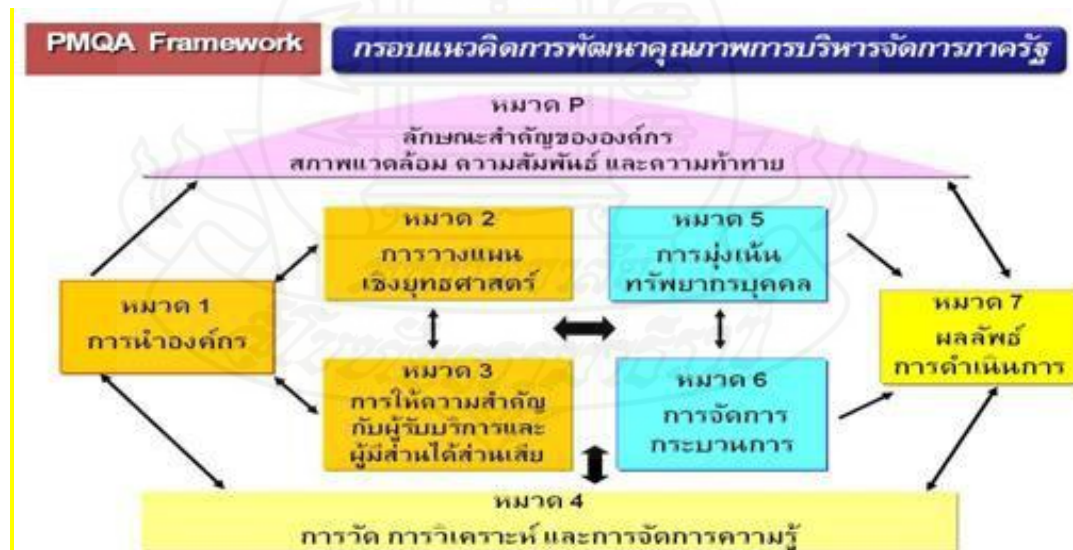 PMQA Framework
กรอบแนวคิดการพัฒนาคุณภาพการบริหารจัดการภาครัฐ
หมวด P
ลักษณะสำคัญขององค์กร
สภาพแวดล้อม ความสัมพันธ์ และความท้าทาย
หมวด 1
การนำองค์กร
หมวด 2
การวางแผน
เชิงยุทธศาสตร์
หมวด 3
การให้ความสำคัญ
กับผู้รับบริการและ
ผู้มีส่วนได้ส่วนเสีย
หมวด 5
การมุ่งเน้น
ทรัพยากรบุคคล
หมวด 6
การจัดการ
กระบวนการ
หมวด 7
ผลลัพธ์
การดำเนินการ
หมวด 4
การวัด การวิเคราะห์ และการจัดการความรู้